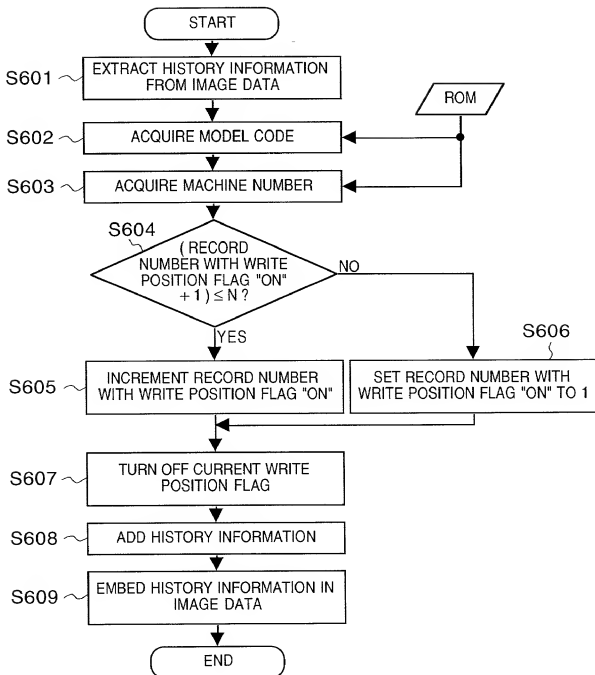 START
S601
EXTRACT HISTORY INFORMATION
FROM IMAGE DATA
ROM
S602
ACQUIRE MODEL CODE
S603
ACQUIRE MACHINE NUMBER
S604
( RECORD
NUMBER WITH WRITE
POSITION FLAG "ON"
+ 1 ) ≤ N ?
NO
YES
S605
INCREMENT RECORD NUMBER
WITH WRITE POSITION FLAG "ON"
S606
SET RECORD NUMBER WITH
WRITE POSITION FLAG "ON" TO 1
S607
TURN OFF CURRENT WRITE
POSITION FLAG
S608
ADD HISTORY INFORMATION
S609
EMBED HISTORY INFORMATION IN
IMAGE DATA
END